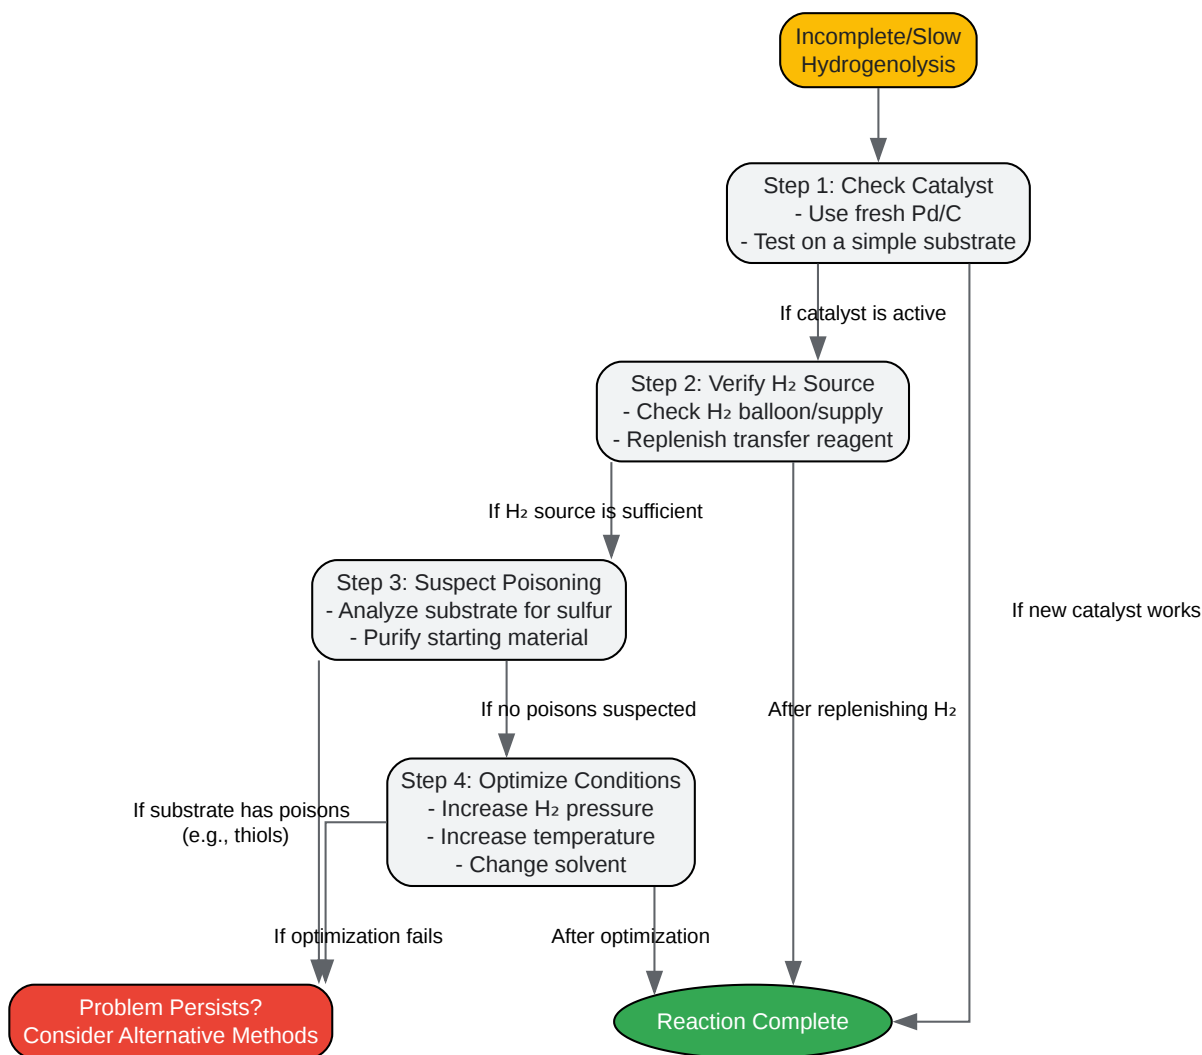 Incomplete/Slow
Hydrogenolysis
Step 1: Check Catalyst
- Use fresh Pd/C
- Test on a simple substrate
If catalyst is active
Step 2: Verify H₂ Source
- Check H₂ balloon/supply
- Replenish transfer reagent
If H₂ source is sufficient
Step 3: Suspect Poisoning
- Analyze substrate for sulfur
- Purify starting material
If new catalyst works
If no poisons suspected
After replenishing H₂
Step 4: Optimize Conditions
- Increase H₂ pressure
- Increase temperature
- Change solvent
If substrate has poisons
(e.g., thiols)
If optimization fails
After optimization
Problem Persists?
Consider Alternative Methods
Reaction Complete